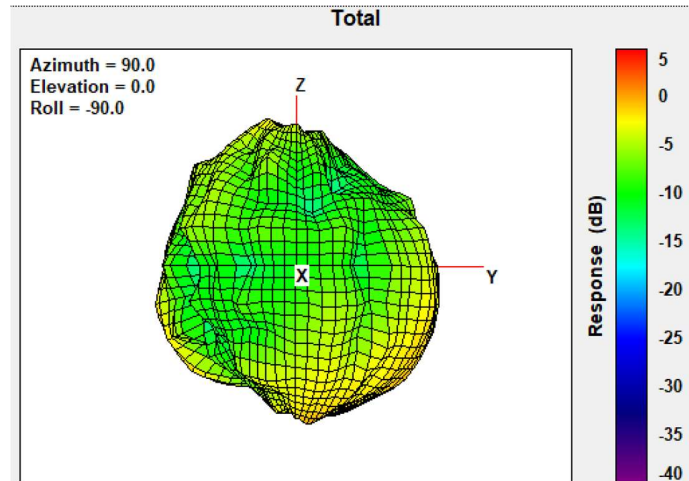 Total
Azimuth = 90.0
Elevation = 0.0
Roll = -90.0
Z
X
Y
Response (dB)
5
0
-5
-10
-15
-20
-25
-30
-35
-40